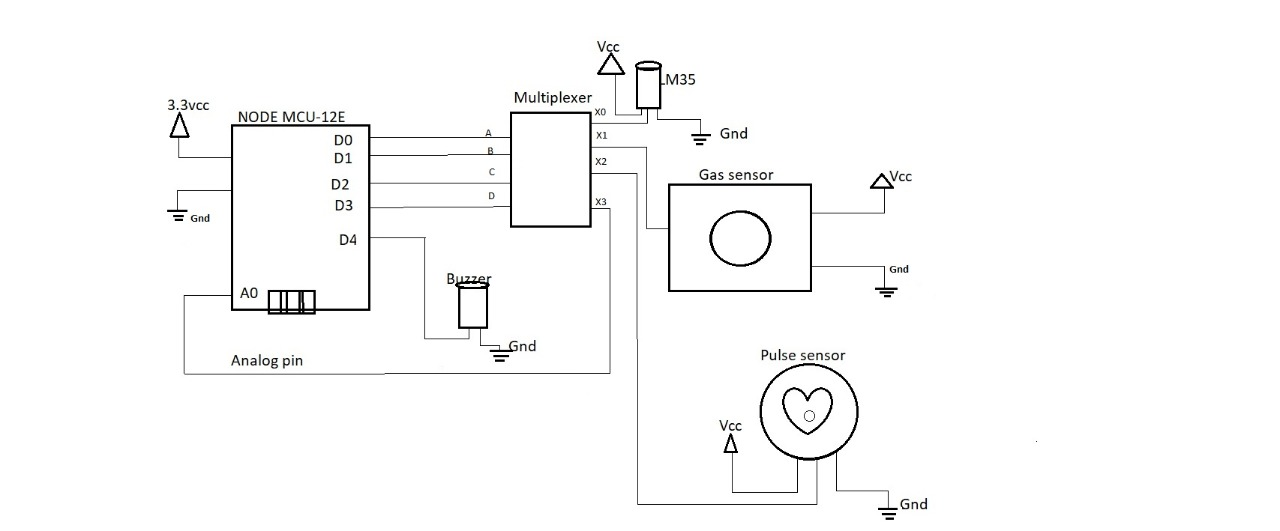 Vcc
LM35
3.3vcc
Multiplexer
NODE MCU-12E
X0
D0
A
X1
Gnd
D1
B
X2
D2
C
Gas sensor
Vcc
D3
D
X3
Gnd
D4
Gnd
Buzzer
A0
Gnd
Analog pin
Pulse sensor
Vcc
Gnd